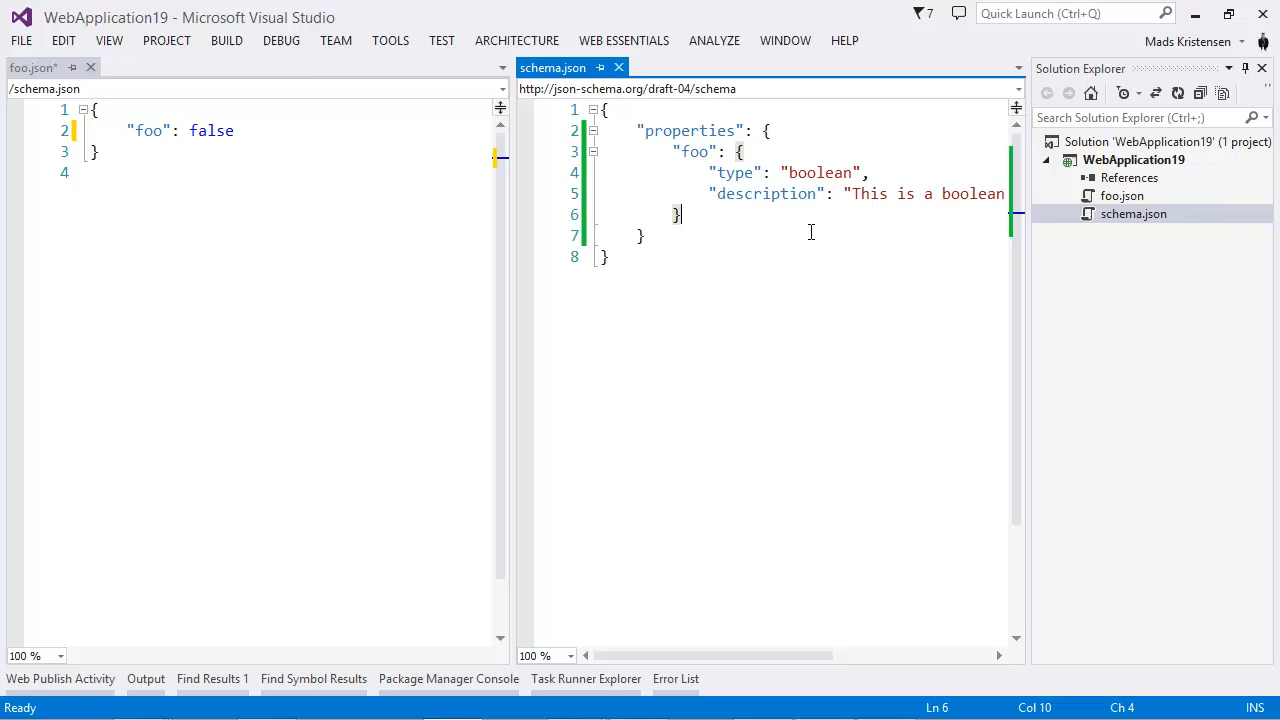 WebApplication19 - Microsoft Visual Studio
7
Quick Launch (Ctrl+Q)
FILE EDIT VIEW PROJECT BUILD DEBUG TEAM TOOLS TEST ARCHITECTURE WEB ESSENTIALS ANALYZE WINDOW HELP
Mads Kristensen
foo.json*
/schema.json
1 {
2 "foo": false
3 }
4
100 %
schema.json
http://json-schema.org/draft-04/schema
1 {
2 "properties": {
3 "foo": {
4 "type": "boolean",
5 "description": "This is a boolean
6 }
7 }
8 }
100 %
Solution Explorer
Search Solution Explorer (Ctrl+;)
Solution 'WebApplication19' (1 project)
WebApplication19
References
foo.json
schema.json
Web Publish Activity Output Find Results 1 Find Symbol Results Package Manager Console Task Runner Explorer Error List
Ready Ln 6 Col 10 Ch 4 INS